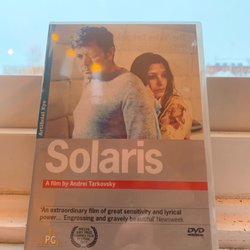 Artificial Eye
Solaris
A film by Andrei Tarkovsky
'An extraordinary film of great sensitivity and lyrical
power... Engrossing and gravely beautiful' Newsweek
PG
DVD